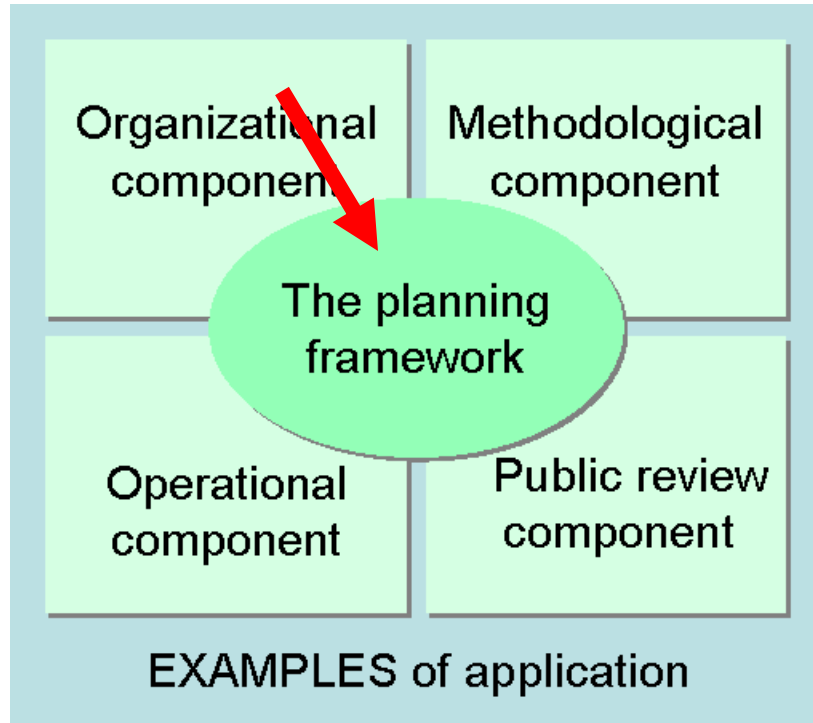 Organizational
component
Methodological
component
The planning
framework
Operational
component
Public review
component
EXAMPLES of application